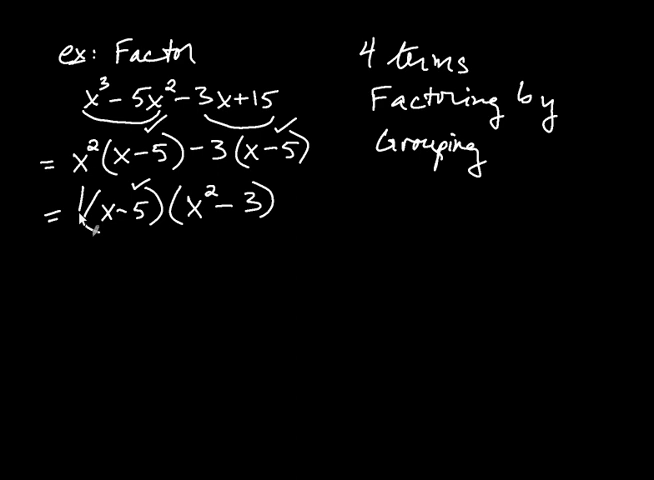 ex: Factor
x³ - 5x² - 3x + 15
= x²(x - 5) - 3(x - 5)
= (x - 5)(x² - 3)
4 terms
Factoring by
Grouping